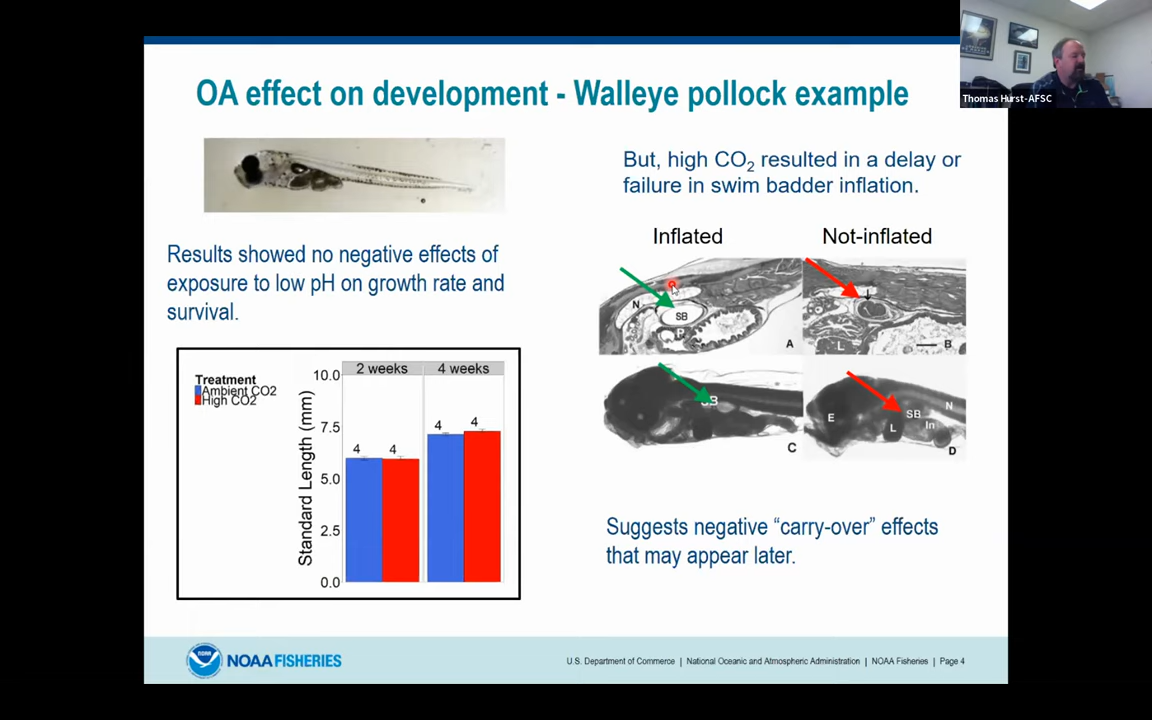 Thomas Hurst-AFSC
OA effect on development - Walleye pollock example
Results showed no negative effects of
exposure to low pH on growth rate and
survival.
Treatment
Ambient CO2
High CO2
Standard Length (mm)
2 weeks
4 weeks
10.0
7.5
5.0
2.5
0.0
4
4
4
4
But, high CO2 resulted in a delay or
failure in swim badder inflation.
Inflated
Not-inflated
N
SB
P
A
L
B
SB
C
E
L
SB
In
N
D
Suggests negative “carry-over” effects
that may appear later.
NOAA
NOAA FISHERIES
U.S. Department of Commerce | National Oceanic and Atmospheric Administration | NOAA Fisheries | Page 4